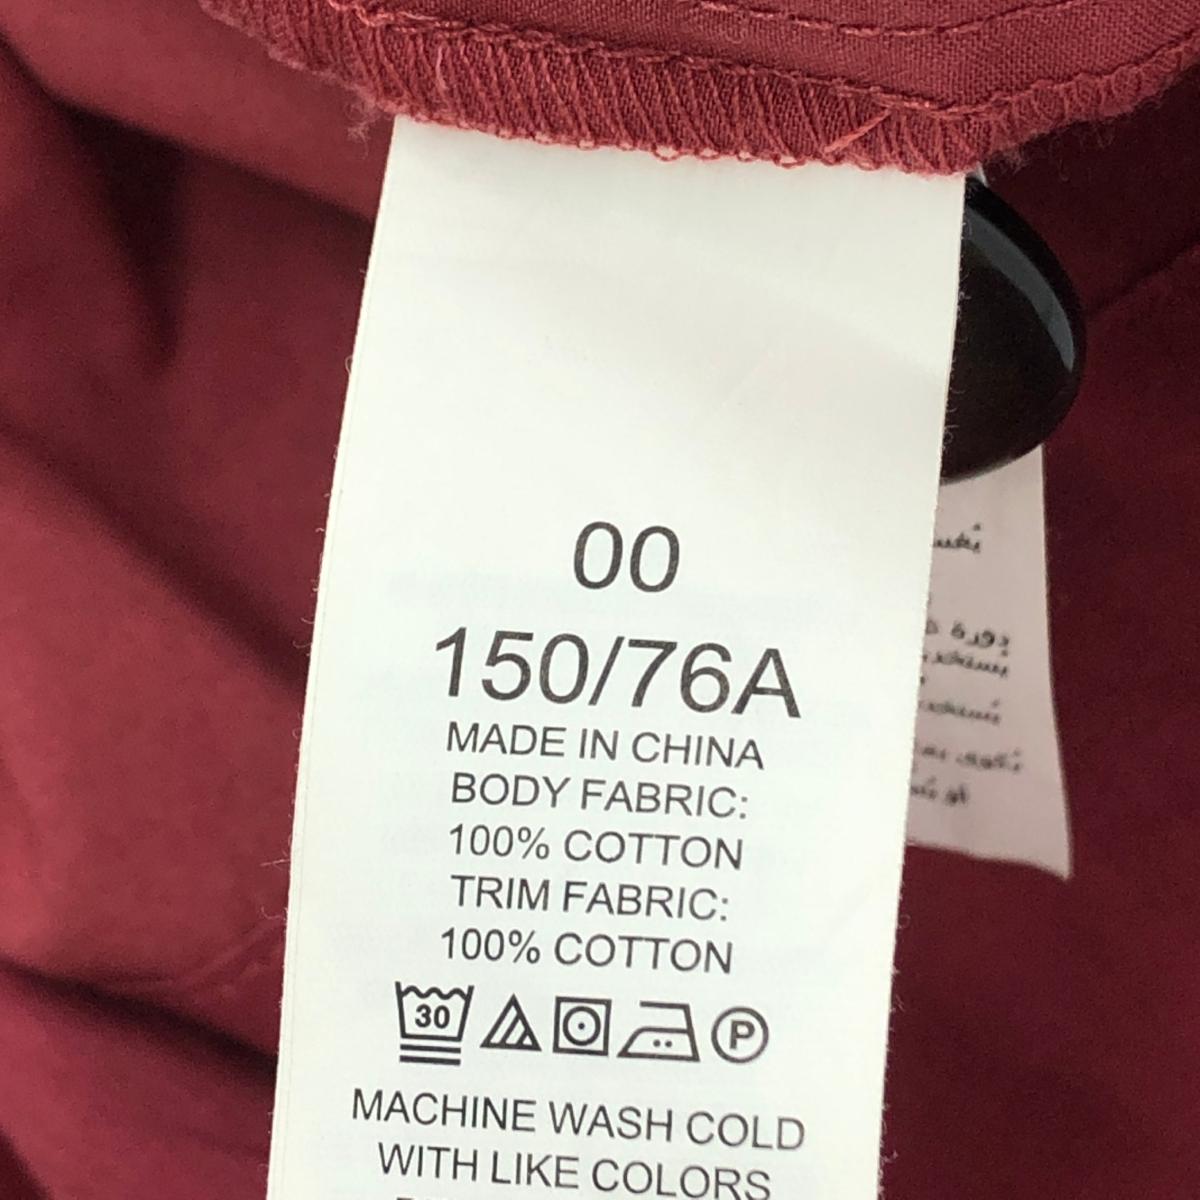 00
150/76A
MADE IN CHINA
BODY FABRIC:
100% COTTON
TRIM FABRIC:
100% COTTON
30 P
MACHINE WASH COLD
WITH LIKE COLORS
دورة